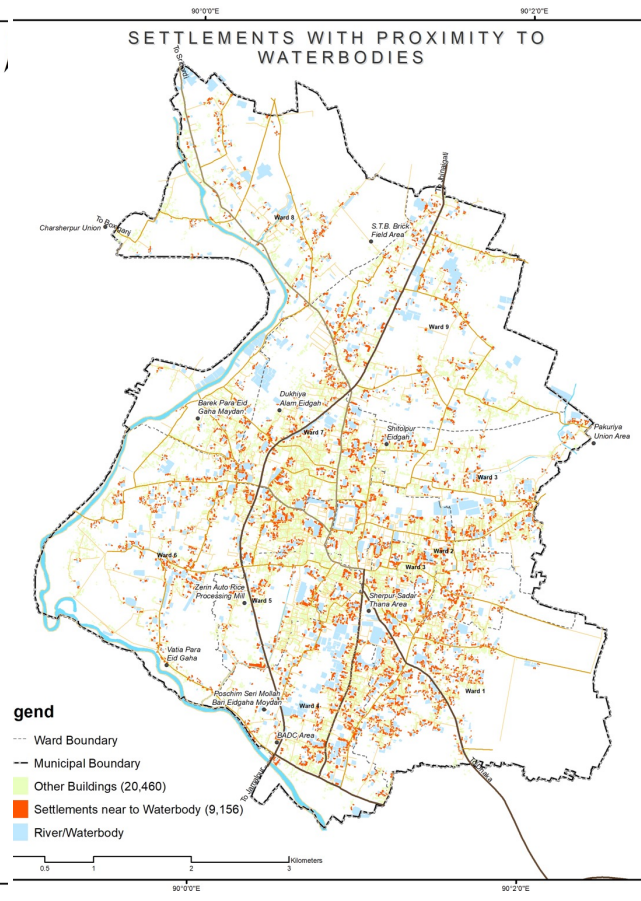 90°0'0"E
90°2'0"E
SETTLEMENTS WITH PROXIMITY TO
WATERBODIES
Ward 8
S.T.B. Brick
Field Area
Charsherpur Union
Ward 9
Dukhiya
Alam Eidgah
Barek Para Eid
Gaha Maydan
Ward 7
Shitolpur
Eidgah
Pakuriya
Union Area
Ward 3
Ward 6
Ward 2
Ward 3
Zerin Auto Rice
Processing Mill
Ward 5
Sherpur Sadar
Thana Area
Vatia Para
Eid Gaha
Poschim Seri Mollah
Bari Eidgaha Moydan
Ward 4
Ward 1
BADC Area
To Jamalpur
To Dhaka
gend
Ward Boundary
Municipal Boundary
Other Buildings (20,460)
Settlements near to Waterbody (9,156)
River/Waterbody
Kilometers
0.5
1
2
3
90°0'0"E
90°2'0"E